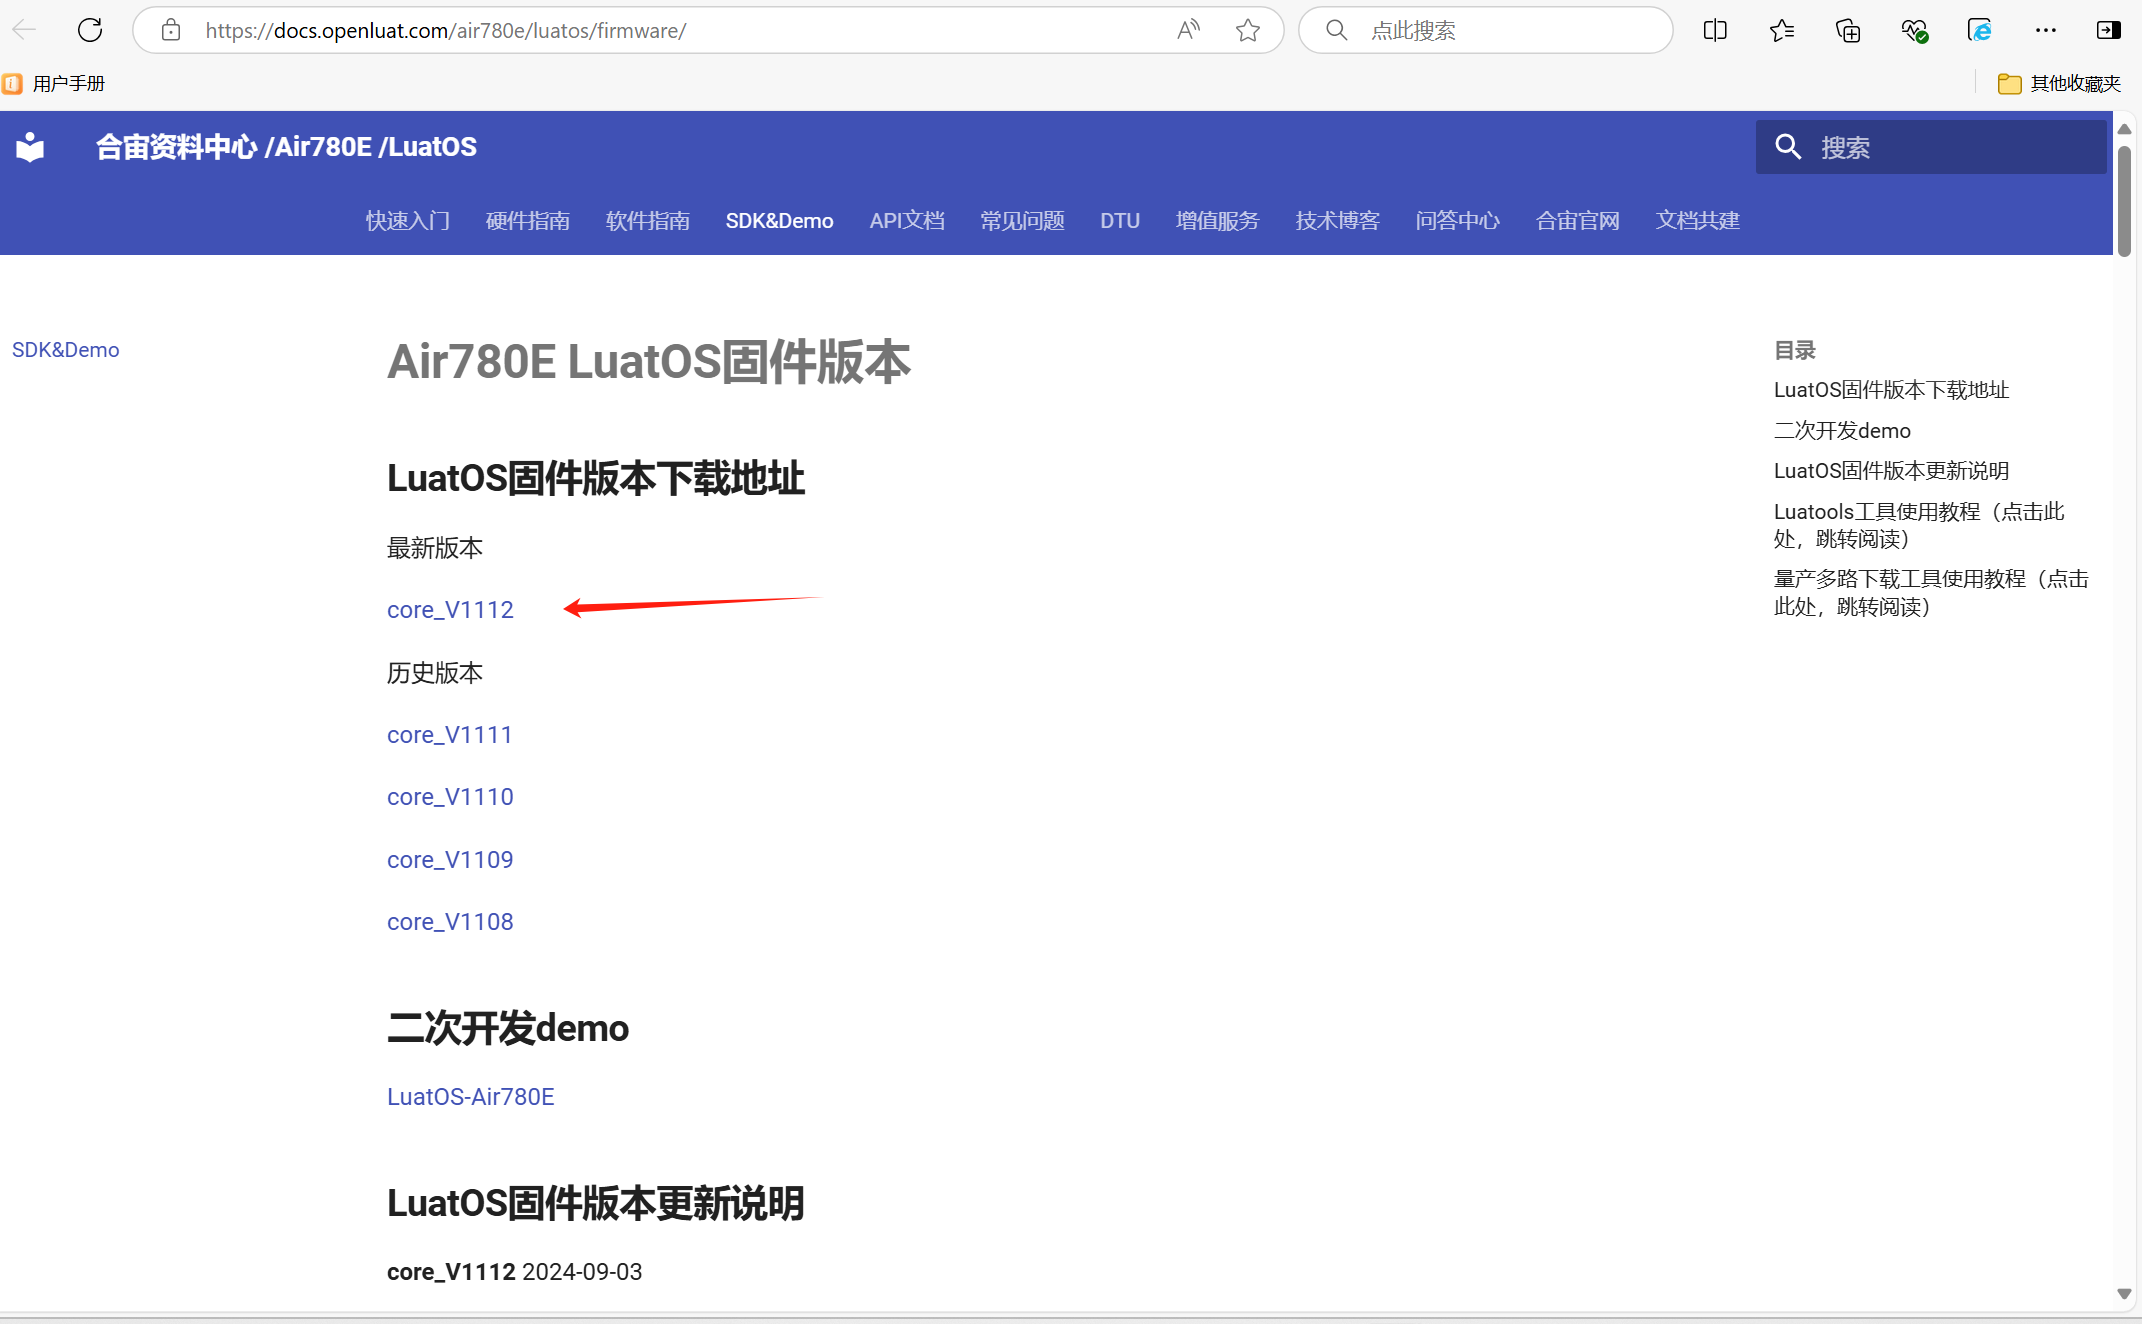 https://docs.openluat.com/air780e/luatos/firmware/
点此搜索
用户手册
其他收藏夹
合宙资料中心 /Air780E /LuatOS
搜索
快速入门 硬件指南 软件指南 SDK&Demo API文档 常见问题 DTU 增值服务 技术博客 问答中心 合宙官网 文档共建
SDK&Demo
Air780E LuatOS固件版本
LuatOS固件版本下载地址
最新版本
core_V1112
历史版本
core_V1111
core_V1110
core_V1109
core_V1108
二次开发demo
LuatOS-Air780E
LuatOS固件版本更新说明
core_V1112 2024-09-03
目录
LuatOS固件版本下载地址
二次开发demo
LuatOS固件版本更新说明
Luatools工具使用教程（点击此
处，跳转阅读）
量产多路下载工具使用教程（点击
此处，跳转阅读）